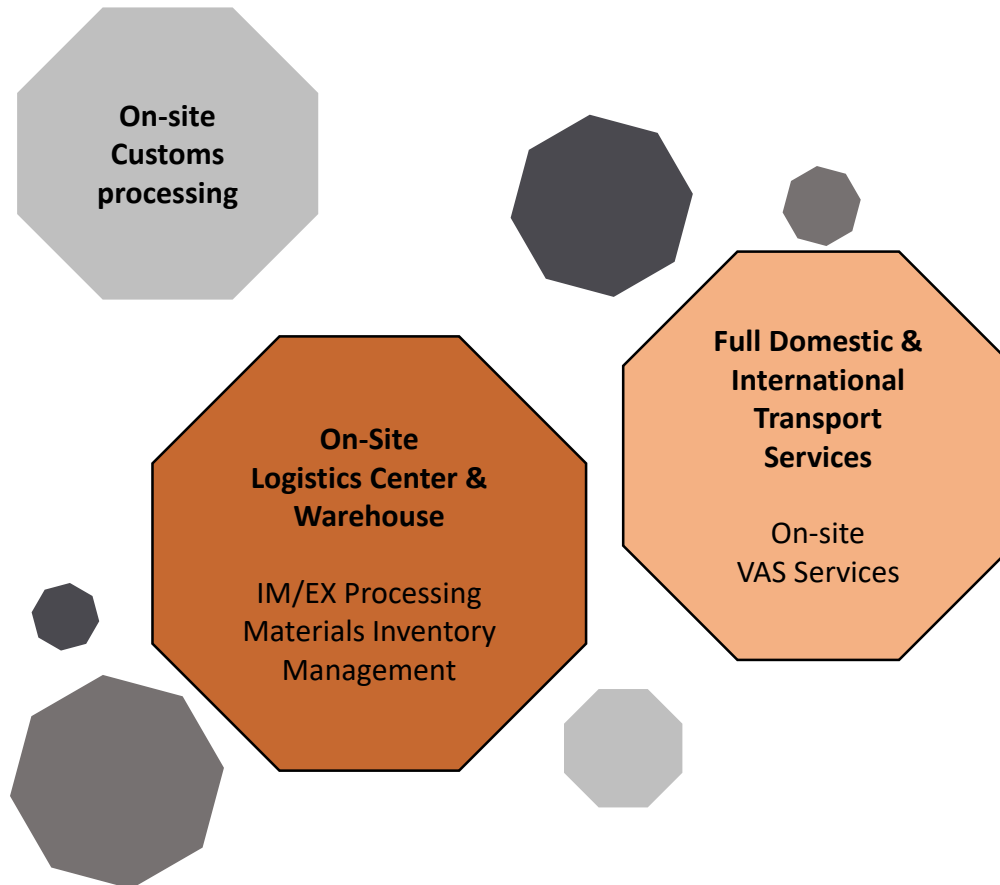 On-site
Customs
processing
Full Domestic &
International
Transport
Services
On-site
VAS Services
On-Site
Logistics Center &
Warehouse
IM/EX Processing
Materials Inventory
Management